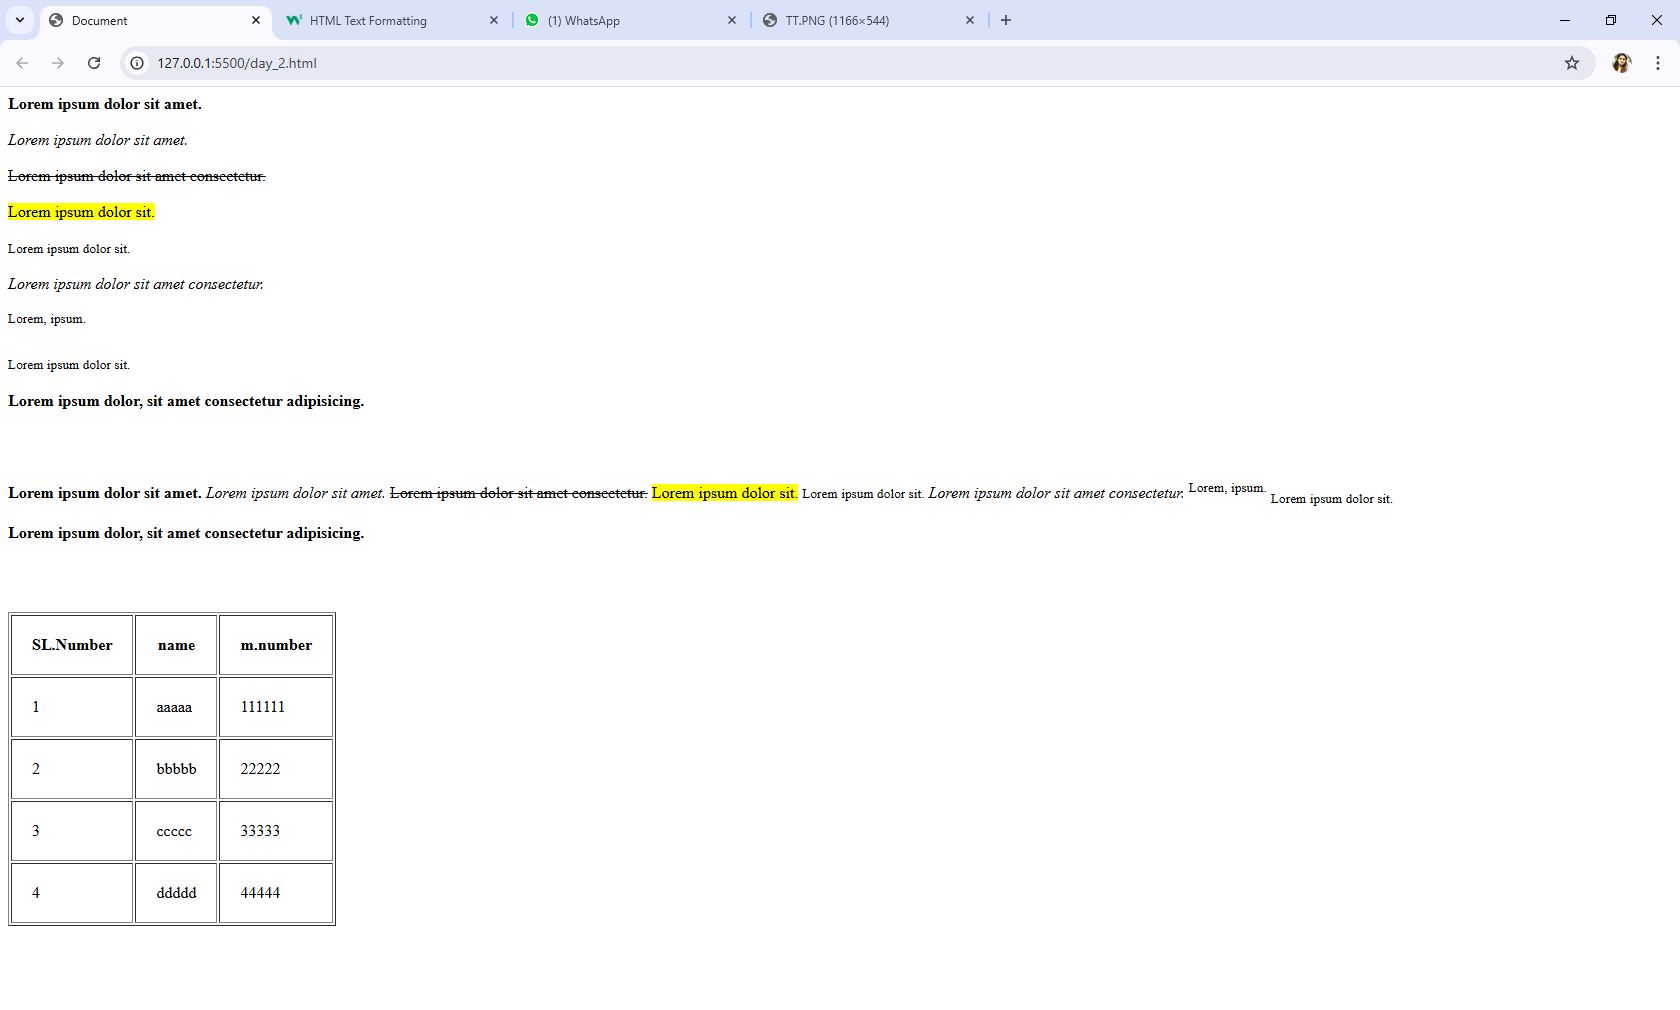 Document
HTML Text Formatting
(1) WhatsApp
TT.PNG (1166×544)
127.0.0.1:5500/day_2.html
Lorem ipsum dolor sit amet.
Lorem ipsum dolor sit amet.
Lorem ipsum dolor sit amet consectetur.
Lorem ipsum dolor sit.
Lorem ipsum dolor sit.
Lorem ipsum dolor sit amet consectetur.
Lorem, ipsum.
Lorem ipsum dolor sit.
Lorem ipsum dolor, sit amet consectetur adipisicing.
Lorem ipsum dolor sit amet. Lorem ipsum dolor sit amet. Lorem ipsum dolor sit amet consectetur. Lorem ipsum dolor sit. Lorem ipsum dolor sit. Lorem ipsum dolor sit amet consectetur. Lorem, ipsum. Lorem ipsum dolor sit.
Lorem ipsum dolor, sit amet consectetur adipisicing.
SL.Number name m.number
1 aaaaa 111111
2 bbbbb 22222
3 ccccc 33333
4 ddddd 44444